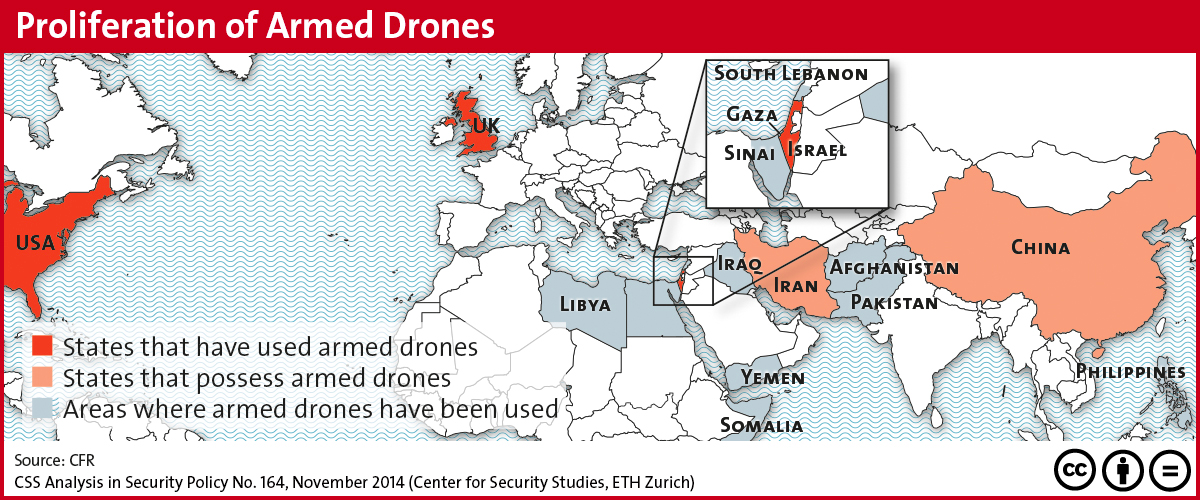 Proliferation of Armed Drones
SOUTH LEBANON
GAZA
SINAI
ISRAEL
UK
USA
CHINA
IRAQ
IRAN
AFGHANISTAN
PAKISTAN
LIBYA
YEMEN
SOMALIA
PHILIPPINES
States that have used armed drones
States that possess armed drones
Areas where armed drones have been used
Source: CFR
CSS Analysis in Security Policy No. 164, November 2014 (Center for Security Studies, ETH Zurich)
cc
=